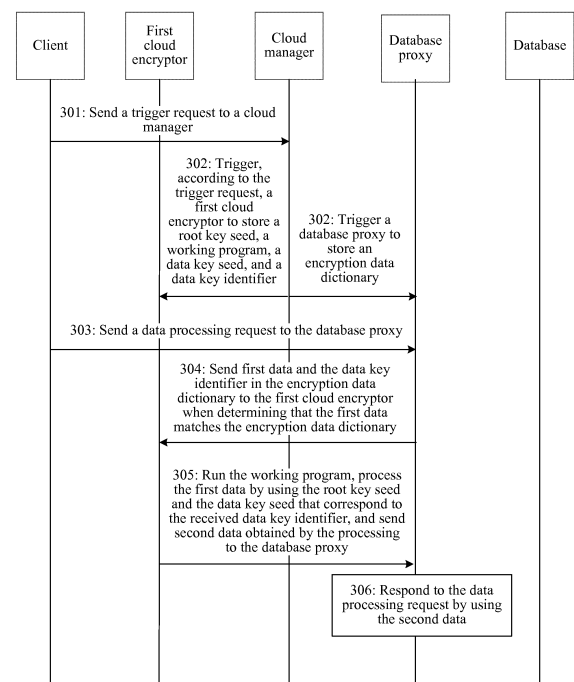 Client
First
cloud
encryptor
Cloud
manager
Database
proxy
Database
301: Send a trigger request to a cloud
manager
302: Trigger,
according to the
trigger request, a
first cloud
encryptor to store a
root key seed, a
working program, a
data key seed, and a
data key identifier
302: Trigger a
database proxy to
store an
encryption data
dictionary
303: Send a data processing request to the database proxy
304: Send first data and the data key
identifier in the encryption data
dictionary to the first cloud encryptor
when determining that the first data
matches the encryption data dictionary
305: Run the working program, process
the first data by using the root key seed
and the data key seed that correspond to
the received data key identifier, and send
second data obtained by the processing
to the database proxy
306: Respond to the data
processing request by using
the second data